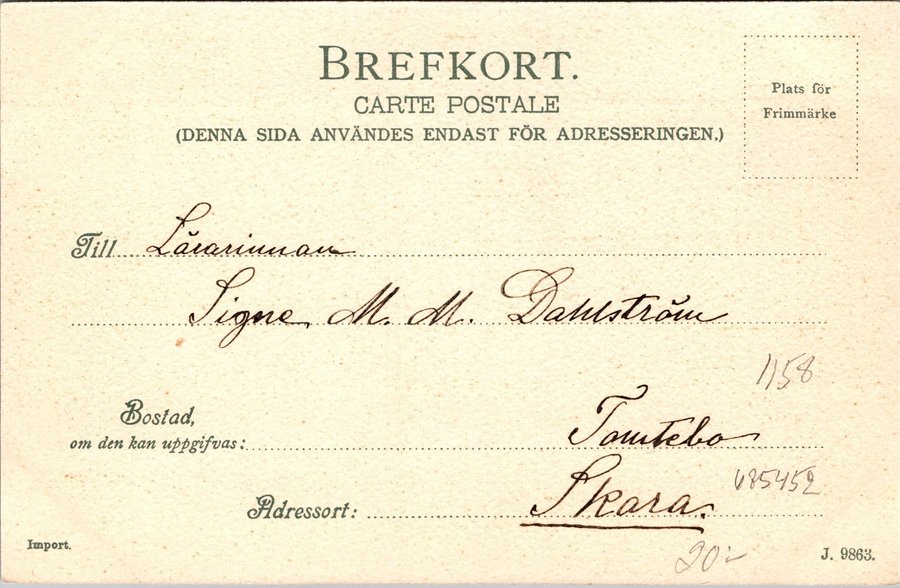 BREFKORT.
CARTE POSTALE
(DENNA SIDA ANVÄNDES ENDAST FÖR ADRESSERINGEN.)
Plats för
Frimmärke
Till Lärarinnan
Signe M. M. Dahlström
1158
Bostad,
om den kan uppgifvas: Tomtebo
685452
Adressort: Skara.
20:-
Import.
J. 9863.